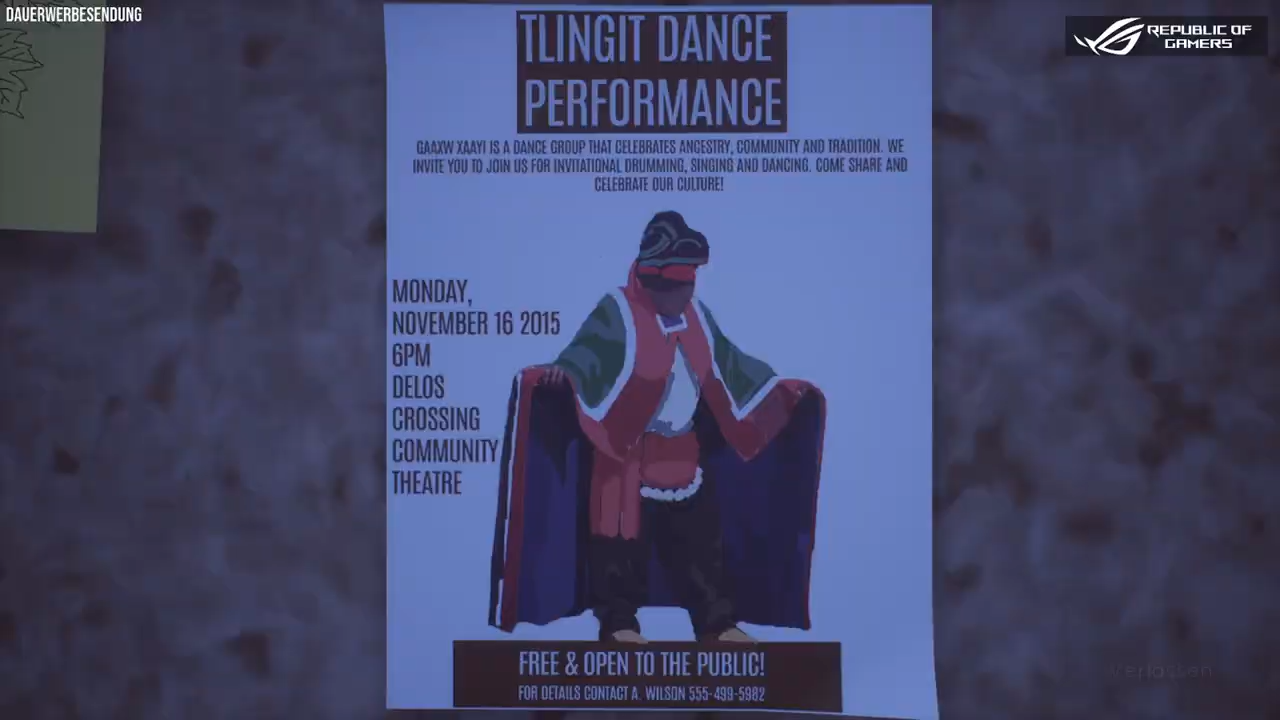 DAUERWERBESENDUNG
REPUBLIC OF
GAMERS
TLINGIT DANCE
PERFORMANCE
GAAXW XAAYI IS A DANCE GROUP THAT CELEBRATES ANCESTRY, COMMUNITY AND TRADITION. WE
INVITE YOU TO JOIN US FOR INVITATIONAL DRUMMING, SINGING AND DANCING. COME SHARE AND
CELEBRATE OUR CULTURE!
MONDAY,
NOVEMBER 16 2015
6PM
DELOS
CROSSING
COMMUNITY
THEATRE
FREE & OPEN TO THE PUBLIC!
FOR DETAILS CONTACT A. WILSON 555-499-5982